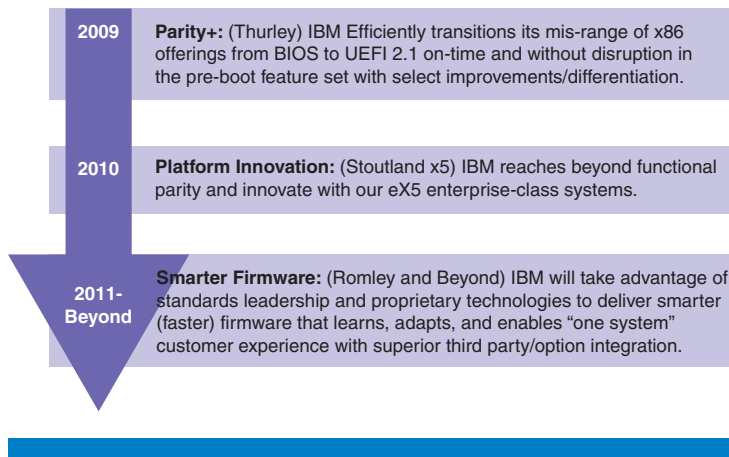 2009
Parity+: (Thurley) IBM Efficiently transitions its mis-range of x86
offerings from BIOS to UEFI 2.1 on-time and without disruption in
the pre-boot feature set with select improvements/differentiation.
2010
Platform Innovation: (Stoutland x5) IBM reaches beyond functional
parity and innovate with our eX5 enterprise-class systems.
2011-
Beyond
Smarter Firmware: (Romley and Beyond) IBM will take advantage of
standards leadership and proprietary technologies to deliver smarter
(faster) firmware that learns, adapts, and enables “one system”
customer experience with superior third party/option integration.